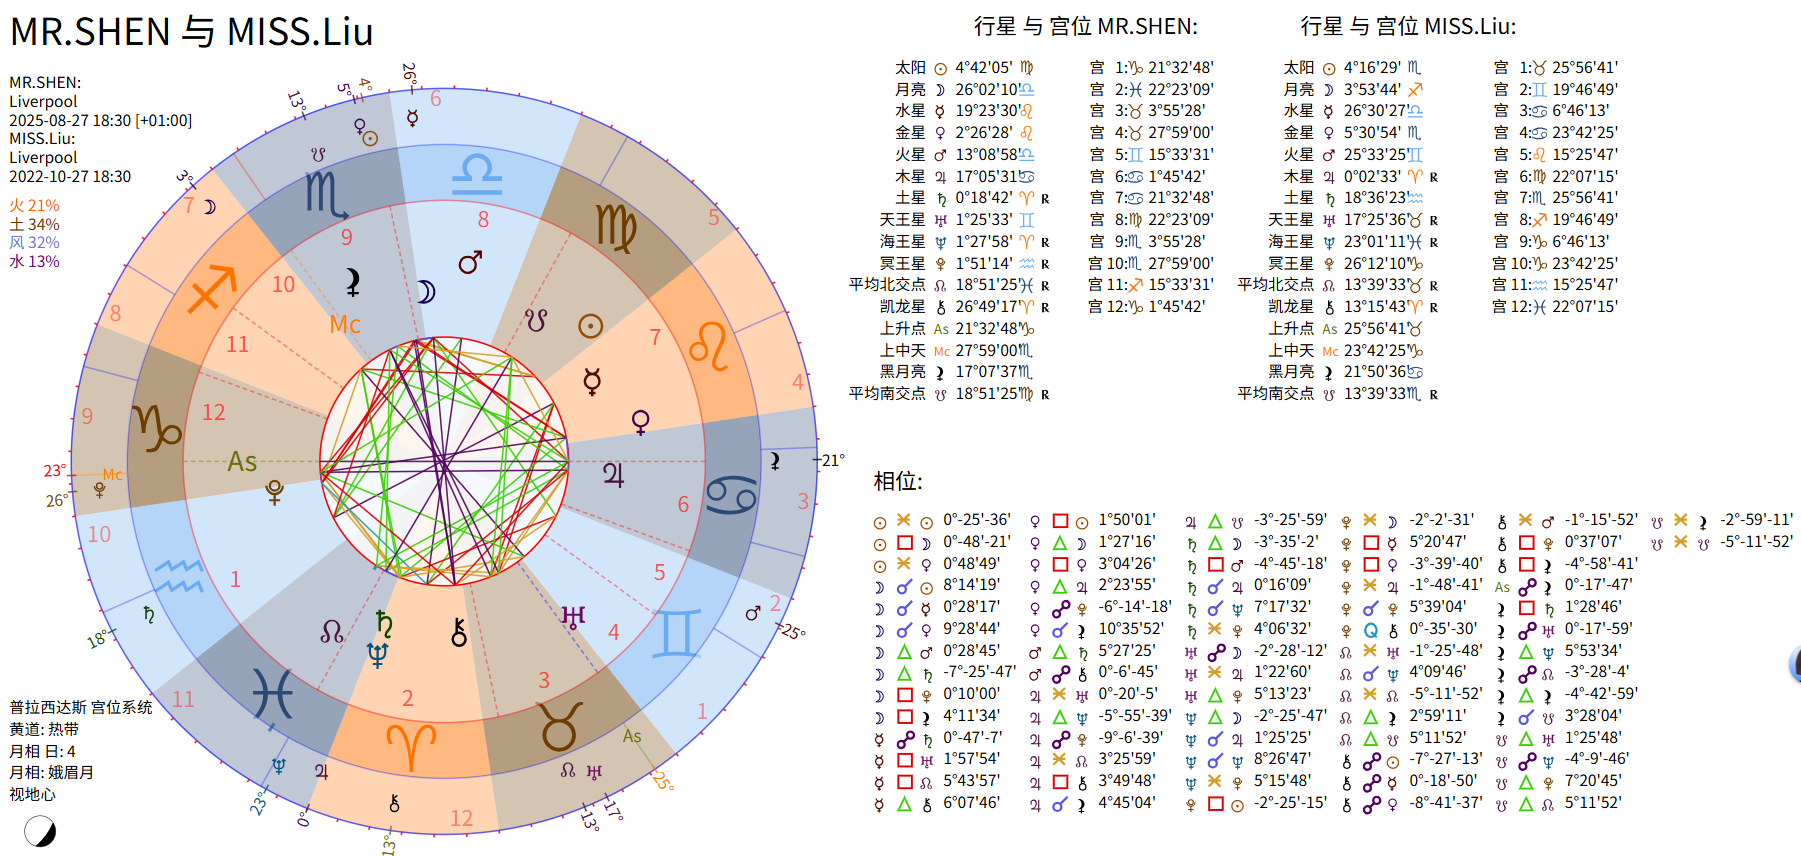 MR.SHEN 与 MISS.Liu
MR.SHEN:
Liverpool
2025-08-27 18:30 [+01:00]
MISS.Liu:
Liverpool
2022-10-27 18:30
火 21%
土 34%
风 32%
水 13%
普拉西达斯 宫位系统
黄道: 热带
月相 日: 4
月相: 娥眉月
视地心
26°
4°
5°
13°
3°
23°
26°
18°
23°
0°
13°
13°
17°
25°
25°
21°
6
7
8
9
10
11
12
1
2
3
4
5
9
10
11
12
1
2
3
4
5
6
7
8
Mc
As
Mc
As
行星 与 宫位 MR.SHEN:
太阳 ☉ 4°42'05' ♍ 宫 1:♑ 21°32'48'
月亮 ☽ 26°02'10' ♎ 宫 2:♓ 22°23'09'
水星 ☿ 19°23'30' ♌ 宫 3:♉ 3°55'28'
金星 ♀ 2°26'28' ♌ 宫 4:♉ 27°59'00'
火星 ♂ 13°08'58' ♎ 宫 5:♊ 15°33'31'
木星 ♃ 17°05'31' ♋ 宫 6:♋ 1°45'42'
土星 ♄ 0°18'42' ♈ R 宫 7:♋ 21°32'48'
天王星 ♅ 1°25'33' ♊ 宫 8:♍ 22°23'09'
海王星 ♆ 1°27'58' ♈ R 宫 9:♏ 3°55'28'
冥王星 1°51'14' ♒ R 宫 10:♏ 27°59'00'
平均北交点 ☊ 18°51'25' ♓ R 宫 11:♐ 15°33'31'
凯龙星 ⚷ 26°49'17' ♈ R 宫 12:♑ 1°45'42'
上升点 As 21°32'48' ♑
上中天 Mc 27°59'00' ♏
黑月亮 ⚸ 17°07'37' ♏
平均南交点 ☋ 18°51'25' ♍ R
行星 与 宫位 MISS.Liu:
太阳 ☉ 4°16'29' ♏ 宫 1:♉ 25°56'41'
月亮 ☽ 3°53'44' ♐ 宫 2:♊ 19°46'49'
水星 ☿ 26°30'27' ♎ 宫 3:♋ 6°46'13'
金星 ♀ 5°30'54' ♏ 宫 4:♋ 23°42'25'
火星 ♂ 25°33'25' ♊ 宫 5:♌ 15°25'47'
木星 ♃ 0°02'33' ♈ R 宫 6:♍ 22°07'15'
土星 ♄ 18°36'23' ♒ 宫 7:♏ 25°56'41'
天王星 ♅ 17°25'36' ♉ R 宫 8:♐ 19°46'49'
海王星 ♆ 23°01'11' ♓ R 宫 9:♑ 6°46'13'
冥王星 26°12'10' ♑ 宫 10:♑ 23°42'25'
平均北交点 ☊ 13°39'33' ♉ R 宫 11:♒ 15°25'47'
凯龙星 ⚷ 13°15'43' ♈ R 宫 12:♓ 22°07'15'
上升点 As 25°56'41' ♉
上中天 Mc 23°42'25' ♑
黑月亮 ⚸ 21°50'36' ♋
平均南交点 ☋ 13°39'33' ♏ R
相位:
0°-25'-36' 1°50'01' -3°-25'-59' -2°-2'-31' -1°-15'-52' -2°-59'-11'
0°-48'-21' 1°27'16' -3°-35'-2' 5°20'47' 0°37'07' -5°-11'-52'
0°48'49' 3°04'26' -4°-45'-18' -3°-39'-40' -4°-58'-41'
8°14'19' 2°23'55' 0°16'09' -1°-48'-41' As 0°-17'-47'
0°28'17' -6°-14'-18' 7°17'32' 5°39'04' 1°28'46'
9°28'44' 10°35'52' 4°06'32' Q 0°-35'-30' 0°-17'-59'
0°28'45' 5°27'25' -2°-28'-12' -1°-25'-48' 5°53'34'
-7°-25'-47' 0°-6'-45' 1°22'60' 4°09'46' -3°-28'-4'
0°10'00' 0°-20'-5' 5°13'23' -5°-11'-52' -4°-42'-59'
4°11'34' -5°-55'-39' -2°-25'-47' 2°59'11' 3°28'04'
0°-47'-7' -9°-6'-39' 1°25'25' 5°11'52' 1°25'48'
1°57'54' 3°25'59' 8°26'47' -7°-27'-13' -4°-9'-46'
5°43'57' 3°49'48' 5°15'48' 0°-18'-50' 7°20'45'
6°07'46' 4°45'04' -2°-25'-15' -8°-41'-37' 5°11'52'